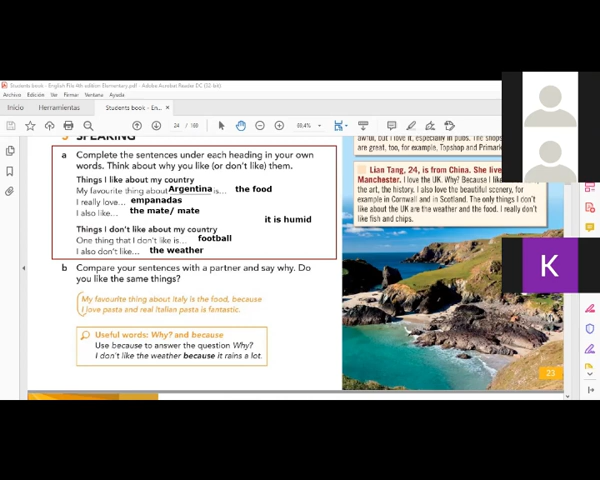 Students book - English File 4th edition Elementary.pdf - Adobe Acrobat Reader DC (32-bit)
Archivo Edición Ver Firmar Ventana Ayuda
Inicio Herramientas Students book - En... ×
24 / 169
69,4%
SPEAKING
a Complete the sentences under each heading in your own
words. Think about why you like (or don't like) them.
Things I like about my country
My favourite thing about Argentina is... the food
I really love... empanadas
I also like... the mate/ mate
it is humid
Things I don't like about my country
One thing that I don't like is... football
I also don't like... the weather
b Compare your sentences with a partner and say why. Do
you like the same things?
My favourite thing about Italy is the food, because
I love pasta and real Italian pasta is fantastic.
Useful words: Why? and because
Use because to answer the question Why?
I don't like the weather because it rains a lot.
awful, but I love it, especially in pubs. The shops
are great, too, for example, Topshop and Primark
Lian Tang, 24, is from China. She live
Manchester. I love the UK. Why? Because I like
the art, the history. I also love the beautiful scenery, for
example in Cornwall and in Scotland. The only things I don't
like about the UK are the weather and the food. I really don't
like fish and chips.
23
K